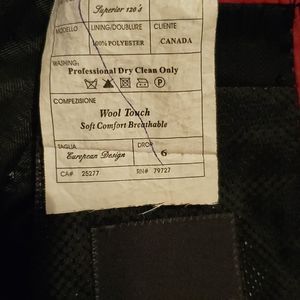 Superior 120's
MODELLO LINING/DOUBLURE CLIENTE
100%POLYESTER CANADA
WASHING:
Professional Dry Clean Only
COMPEDIZIONE
Wool Touch
Soft Comfort Breathable
TAGLIA DROP
European Design 6
CA# 25277 RN# 79727